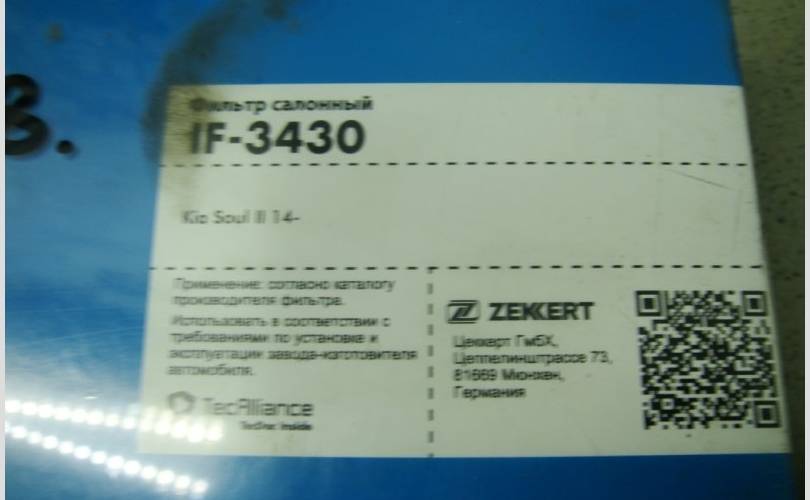 Фильтр салонный
IF-3430
Kia Soul II 14-
Применение: согласно каталогу
производителя фильтра.
Использовать в соответствии с
требованиями по установке и
эксплуатации завода-изготовителя
автомобиля.
TecAlliance
TecDoc Inside
ZEKKERT
Цеккерт ГмбХ,
Цеппелинштрассе 73,
81669 Мюнхен,
Германия